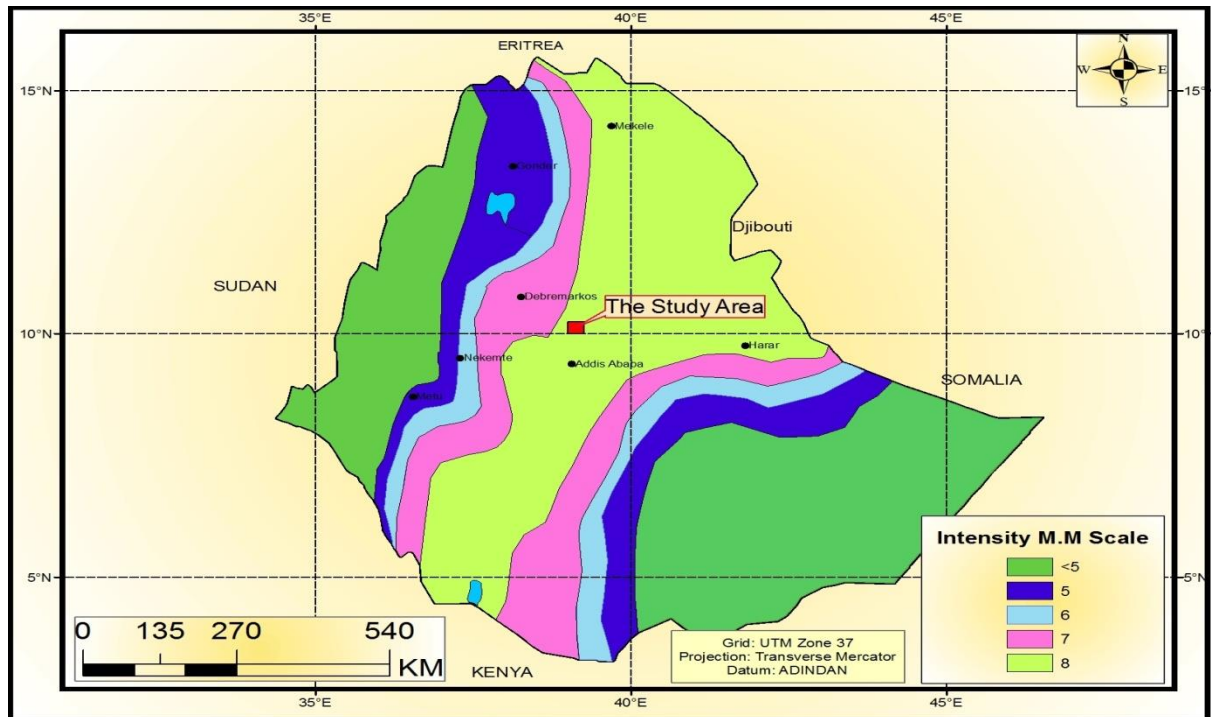 35°E 40°E 45°E
ERITREA
N
W E
S
15°N 15°
Mekele
Gonder
Djibouti
SUDAN
Debremarkos
The Study Area
10°N 10°
Harar
Nekemte
Addis Abapa
SOMALIA
Metu
Intensity M.M Scale
<5
5
6
7
8
5°N 5°
0 135 270 540
KM
Grid: UTM Zone 37
Projection: Transverse Mercator
Datum: ADINDAN
KENYA
35°E 40°E 45°E